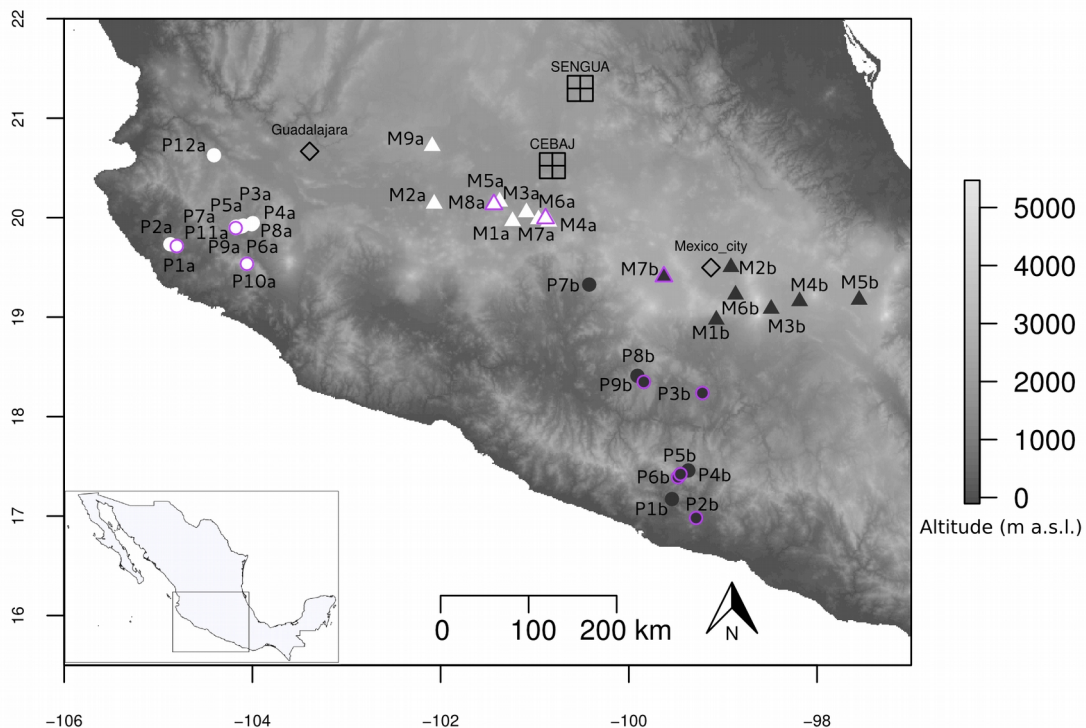 22
21
20
19
18
17
16
SENGUA
Guadalajara
CEBAJ
P12a
M9a
M5a
M2a
M8a
M3a
M6a
M1a
M7a
M4a
P3a
P5a
P4a
P7a
P2a
P11a
P8a
P9a
P6a
P1a
P10a
Mexico_city
M7b
M2b
P7b
M4b
M5b
M6b
M3b
M1b
P8b
P9b
P3b
P5b
P6b
P4b
P1b
P2b
5000
4000
3000
2000
1000
0
Altitude (m a.s.l.)
0 100 200 km
N
−106 −104 −102 −100 −98